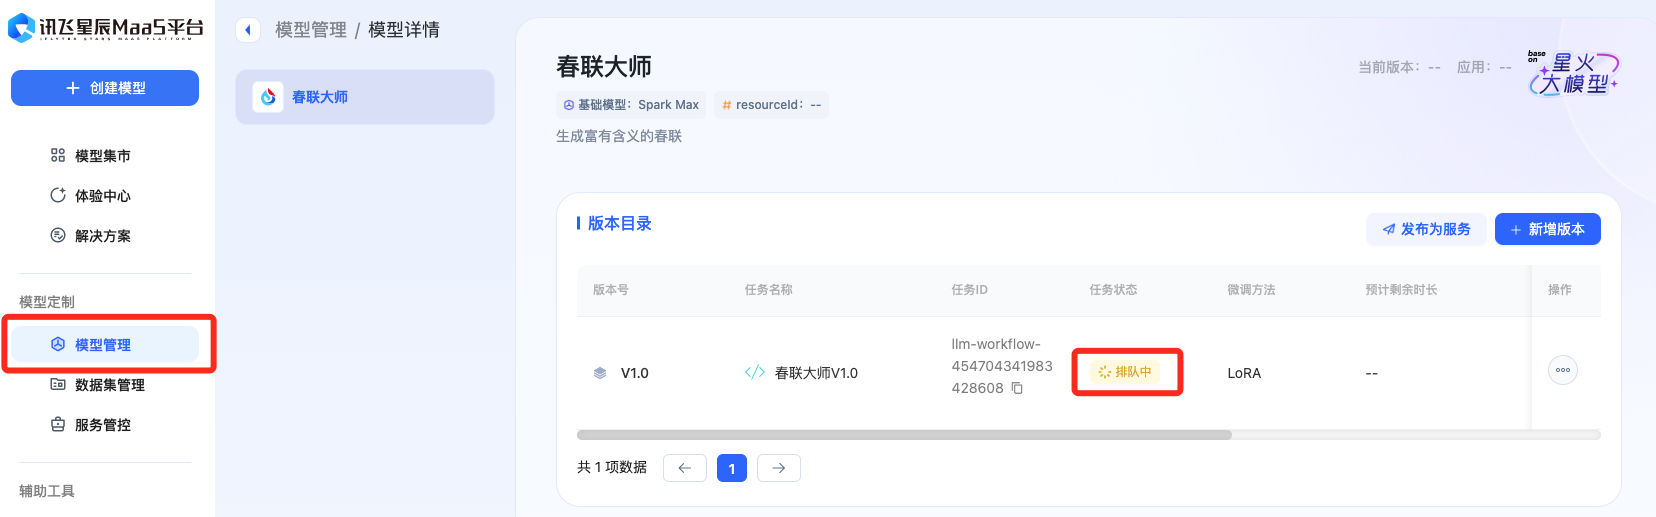 讯飞星辰MaaS平台
IFLYTEK STARS MAAS PLATFORM
创建模型
模型集市
体验中心
解决方案
模型定制
模型管理
数据集管理
服务管控
辅助工具
模型管理 / 模型详情
春联大师
春联大师
当前版本：-- 应用：--
base on
星火
大模型
基础模型：Spark Max
# resourceId：--
生成富有含义的春联
版本目录
发布为服务
+ 新增版本
版本号 任务名称 任务ID 任务状态 微调方法 预计剩余时长 操作
V1.0 </> 春联大师V1.0 llm-workflow-
454704341983
428608
排队中 LoRA --
共 1 项数据 ← 1 →